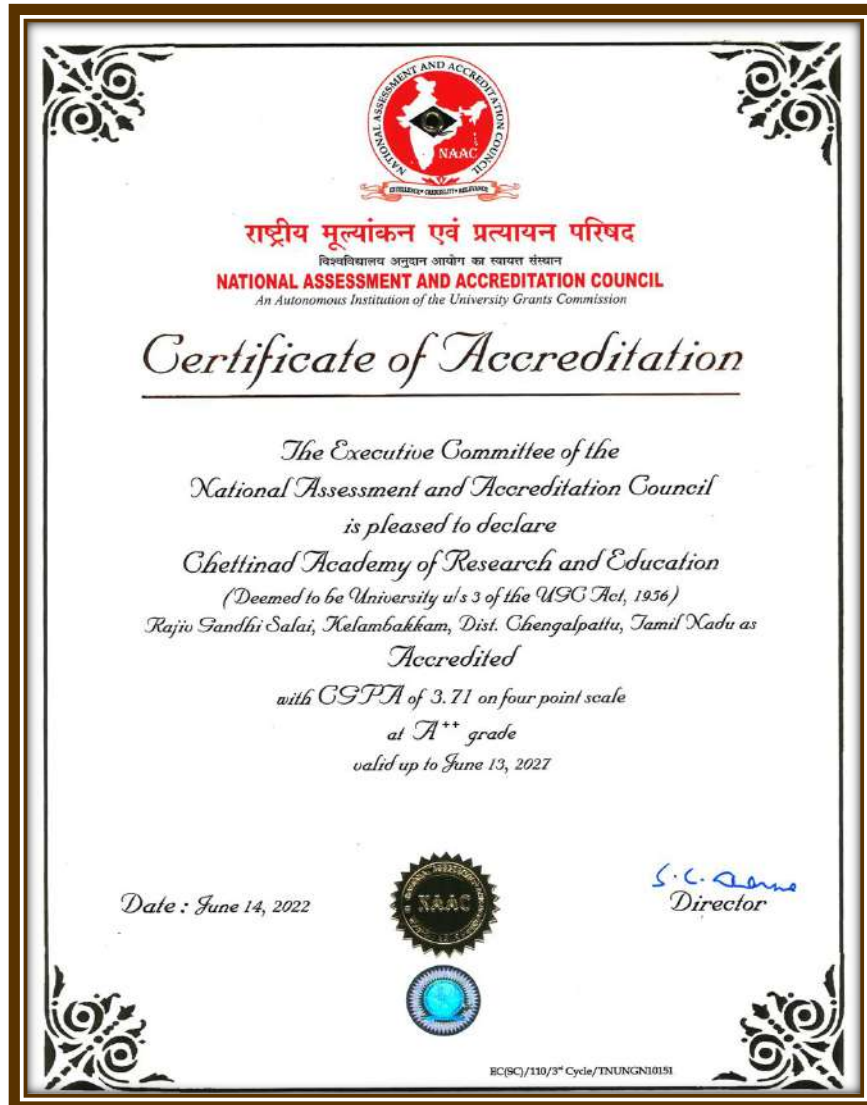 NATIONAL ASSESSMENT AND ACCREDITATION COUNCIL
NAAC
EXCELLENCE • CREDIBILITY • RELEVANCE
राष्ट्रीय मूल्यांकन एवं प्रत्यायन परिषद
विश्वविद्यालय अनुदान आयोग का स्वायत्त संस्थान
NATIONAL ASSESSMENT AND ACCREDITATION COUNCIL
An Autonomous Institution of the University Grants Commission
Certificate of Accreditation
The Executive Committee of the
National Assessment and Accreditation Council
is pleased to declare
Chettinad Academy of Research and Education
(Deemed to be University u/s 3 of the UGC Act, 1956)
Rajiv Gandhi Salai, Kelambakkam, Dist. Chengalpattu, Tamil Nadu as
Accredited
with CGPA of 3.71 on four point scale
at A++ grade
valid up to June 13, 2027
S. C.
Date : June 14, 2022
NAAC
Director
EC(SC)/110/3rd Cycle/TNUNGN10151